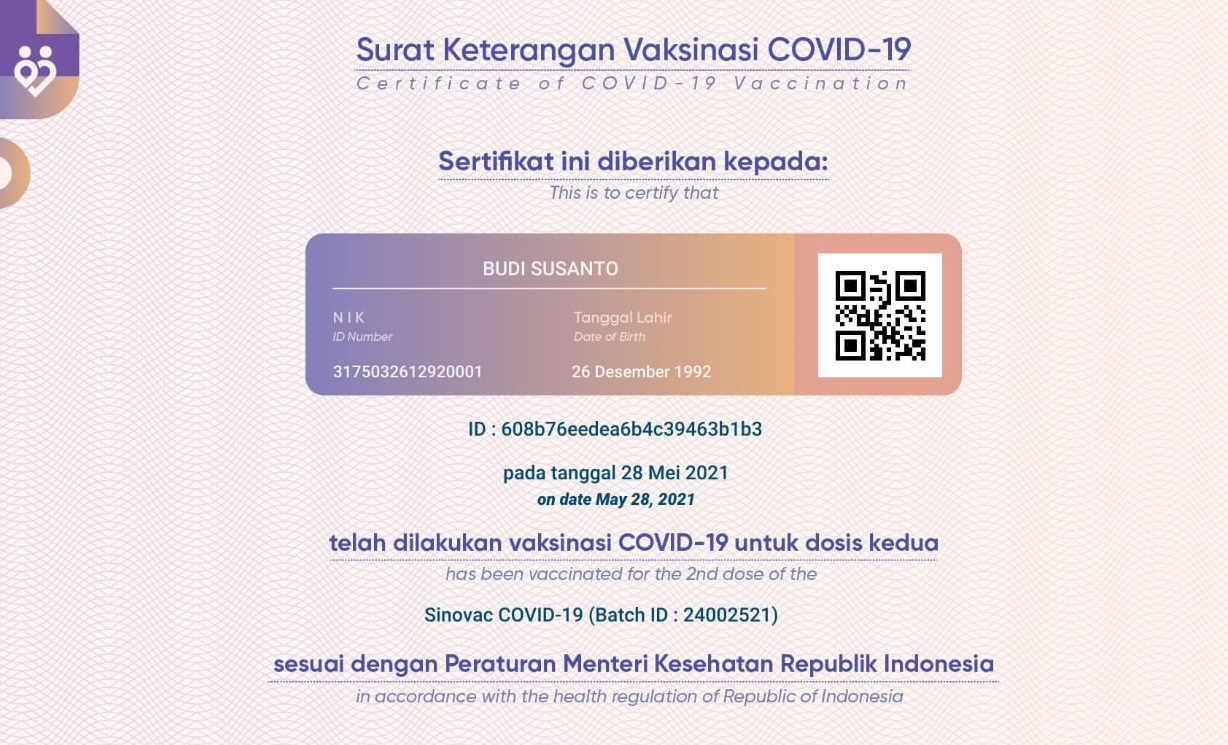 Surat Keterangan Vaksinasi COVID-19
Certificate of COVID-19 Vaccination
Sertifikat ini diberikan kepada:
This is to certify that
BUDI SUSANTO
NIK
Tanggal Lahir
ID Number
Date of Birth
3175032612920001
26 Desember 1992
ID : 608b76eedea6b4c39463b1b3
pada tanggal 28 Mei 2021
on date May 28, 2021
telah dilakukan vaksinasi COVID-19 untuk dosis kedua
has been vaccinated for the 2nd dose of the
Sinovac COVID-19 (Batch ID : 24002521)
sesuai dengan Peraturan Menteri Kesehatan Republik Indonesia
in accordance with the health regulation of Republic of Indonesia